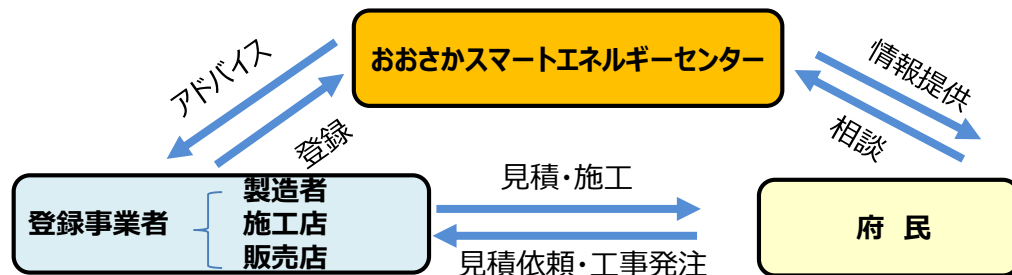 おおさかスマートエネルギーセンター
アドバイス
登録
情報提供
相談
登録事業者
製造者
施工店
販売店
見積・施工
見積依頼・工事発注
府 民